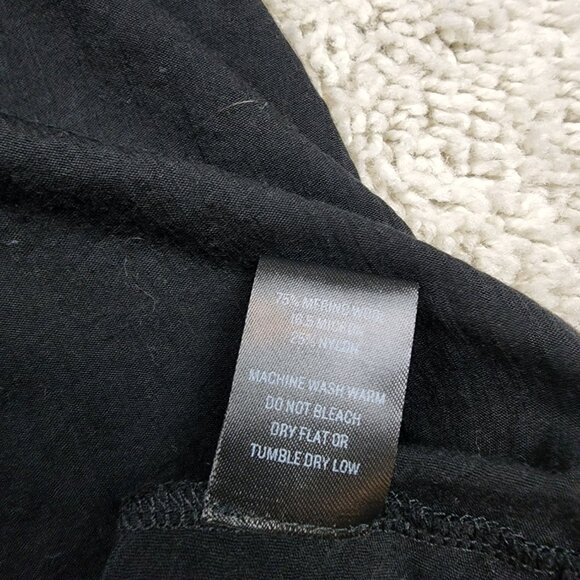 75% MERINO WOOL
16.5 MICRON
25% NYLON
MACHINE WASH WARM
DO NOT BLEACH
DRY FLAT OR
TUMBLE DRY LOW